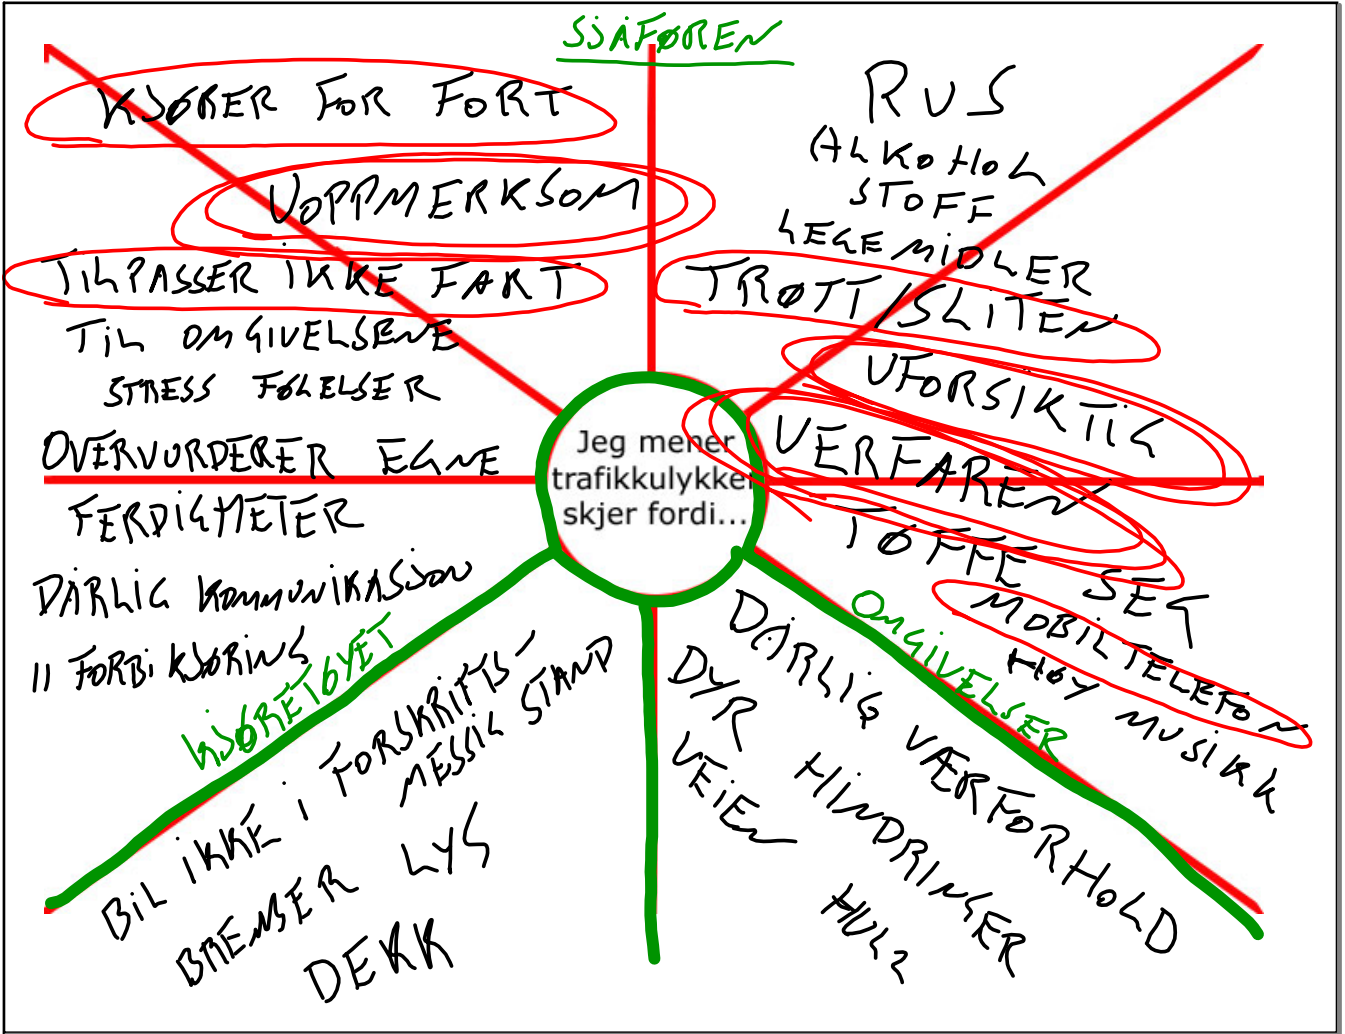 SJÅFØREN
KJØRER FOR FORT
UOPPMERKSOM
TILPASSER IKKE FART
TIL OMGIVELSENE
STRESS FØLELSER
OVERVURDERER EGNE
FERDIGHETER
DÅRLIG KOMMUNIKASJON
11 FORBIKJØRING
RUS
(ALKOHOL
STOFF
LEGEMIDLER
TRØTT/SLITEN
UFORSIKTIG
UERFAREN
TØFFE SEG
MOBILTELEFON
HØY MUSIKK
Jeg mener
trafikkulykker
skjer fordi...
KJØRETØYET
BIL IKKE I FORSKRIFTS-
MESSIG STAND
BREMSER LYS
DEKK
OMGIVELSER
DÅRLIG VÆRFORHOLD
DYR HINDRINGER
VEIEN